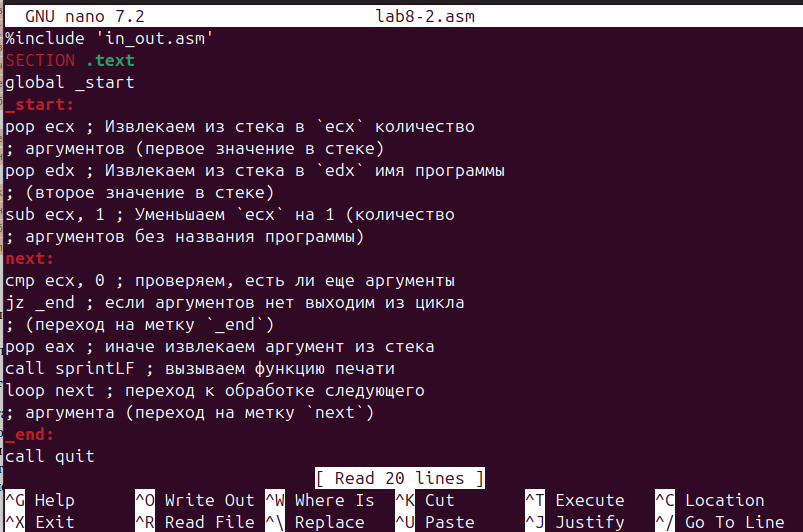 GNU nano 7.2 lab8-2.asm
%include 'in_out.asm'
SECTION .text
global _start
_start:
pop ecx ; Извлекаем из стека в `ecx` количество
; аргументов (первое значение в стеке)
pop edx ; Извлекаем из стека в `edx` имя программы
; (второе значение в стеке)
sub ecx, 1 ; Уменьшаем `ecx` на 1 (количество
; аргументов без названия программы)
next:
cmp ecx, 0 ; проверяем, есть ли еще аргументы
jz _end ; если аргументов нет выходим из цикла
; (переход на метку `_end`)
pop eax ; иначе извлекаем аргумент из стека
call sprintLF ; вызываем функцию печати
loop next ; переход к обработке следующего
; аргумента (переход на метку `next`)
_end:
call quit
[ Read 20 lines ]
^G Help ^O Write Out ^W Where Is ^K Cut ^T Execute ^C Location
^X Exit ^R Read File ^\ Replace ^U Paste ^J Justify ^/ Go To Line